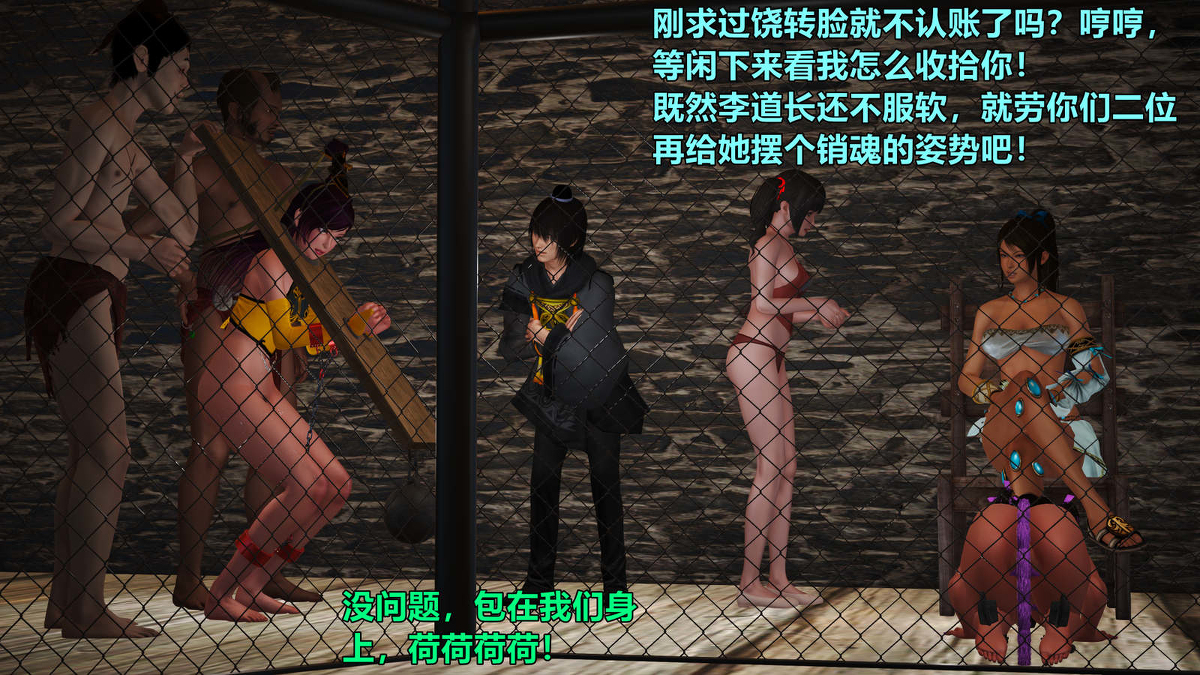 刚求过饶转脸就不认账了吗？哼哼，
等闲下来看我怎么收拾你！
既然李道长还不服软，就劳你们二位
再给她摆个销魂的姿势吧！
没问题，包在我们身
上，荷荷荷荷！